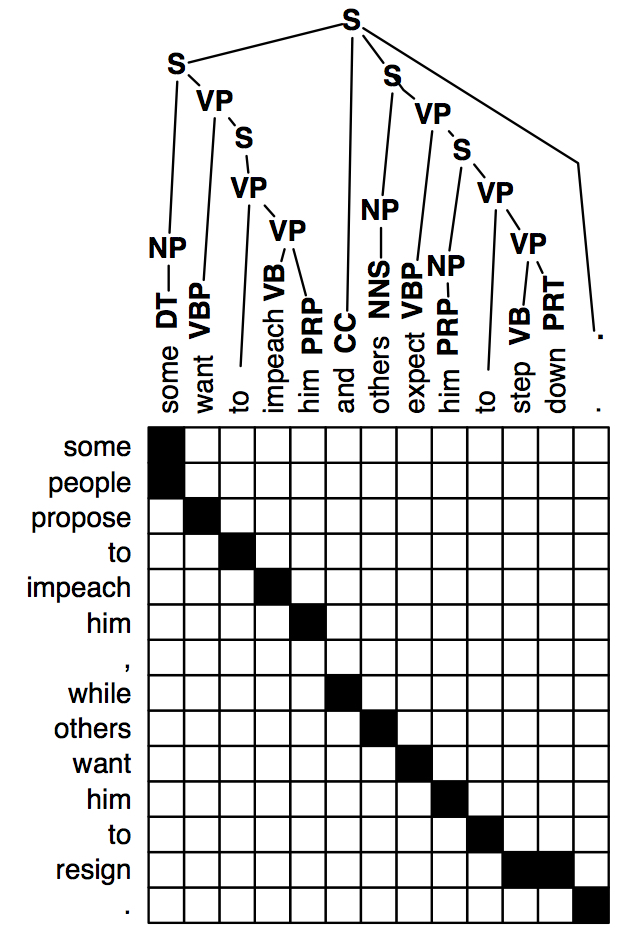 S
S
S
VP
VP
S
S
VP
VP
NP
VP
NP
VP
NP
some DT
want VBP
to
impeach VB
him PRP
and CC
others NNS
expect VBP
him PRP
to
step VB
down PRT
. .
some
people
propose
to
impeach
him
,
while
others
want
him
to
resign
.